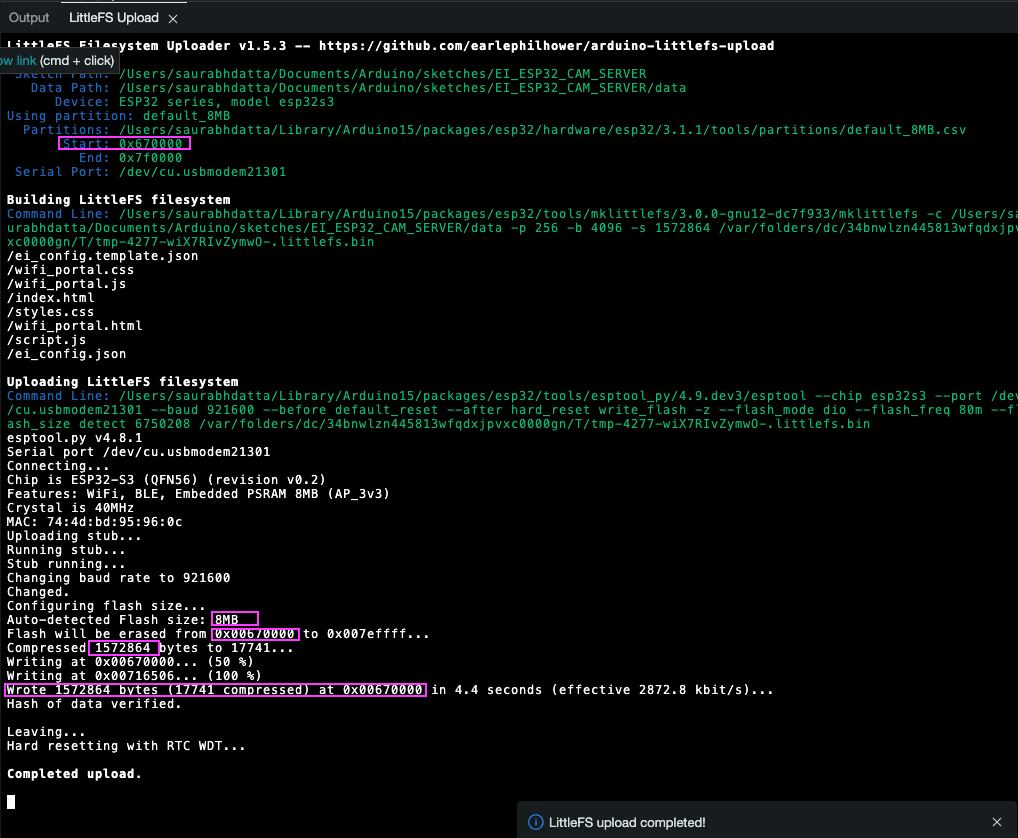 Output LittleFS Upload
LittleFS Filesystem Uploader v1.5.3 -- https://github.com/earlephilhower/arduino-littlefs-upload
ow link (cmd + click)
Sketch Path: /Users/saurabhdatta/Documents/Arduino/sketches/EI_ESP32_CAM_SERVER
Data Path: /Users/saurabhdatta/Documents/Arduino/sketches/EI_ESP32_CAM_SERVER/data
Device: ESP32 series, model esp32s3
Using partition: default_8MB
Partitions: /Users/saurabhdatta/Library/Arduino15/packages/esp32/hardware/esp32/3.1.1/tools/partitions/default_8MB.csv
Start: 0x670000
End: 0x7f0000
Serial Port: /dev/cu.usbmodem21301
Building LittleFS filesystem
Command Line: /Users/saurabhdatta/Library/Arduino15/packages/esp32/tools/mklittlefs/3.0.0-gnu12-dc7f933/mklittlefs -c /Users/sa
urabhdatta/Documents/Arduino/sketches/EI_ESP32_CAM_SERVER/data -p 256 -b 4096 -s 1572864 /var/folders/dc/34bnwlzn445813wfqdxjpv
xc0000gn/T/tmp-4277-wiX7RIvZymwO-.littlefs.bin
/ei_config.template.json
/wifi_portal.css
/wifi_portal.js
/index.html
/styles.css
/wifi_portal.html
/script.js
/ei_config.json
Uploading LittleFS filesystem
Command Line: /Users/saurabhdatta/Library/Arduino15/packages/esp32/tools/esptool_py/4.9.dev3/esptool --chip esp32s3 --port /dev
/cu.usbmodem21301 --baud 921600 --before default_reset --after hard_reset write_flash -z --flash_mode dio --flash_freq 80m --fl
ash_size detect 6750208 /var/folders/dc/34bnwlzn445813wfqdxjpvxc0000gn/T/tmp-4277-wiX7RIvZymwO-.littlefs.bin
esptool.py v4.8.1
Serial port /dev/cu.usbmodem21301
Connecting...
Chip is ESP32-S3 (QFN56) (revision v0.2)
Features: WiFi, BLE, Embedded PSRAM 8MB (AP_3v3)
Crystal is 40MHz
MAC: 74:4d:bd:95:96:0c
Uploading stub...
Running stub...
Stub running...
Changing baud rate to 921600
Changed.
Configuring flash size...
Auto-detected Flash size: 8MB
Flash will be erased from 0x00670000 to 0x007effff...
Compressed 1572864 bytes to 17741...
Writing at 0x00670000... (50 %)
Writing at 0x00716506... (100 %)
Wrote 1572864 bytes (17741 compressed) at 0x00670000 in 4.4 seconds (effective 2872.8 kbit/s)...
Hash of data verified.
Leaving...
Hard resetting with RTC WDT...
Completed upload.
LittleFS upload completed!